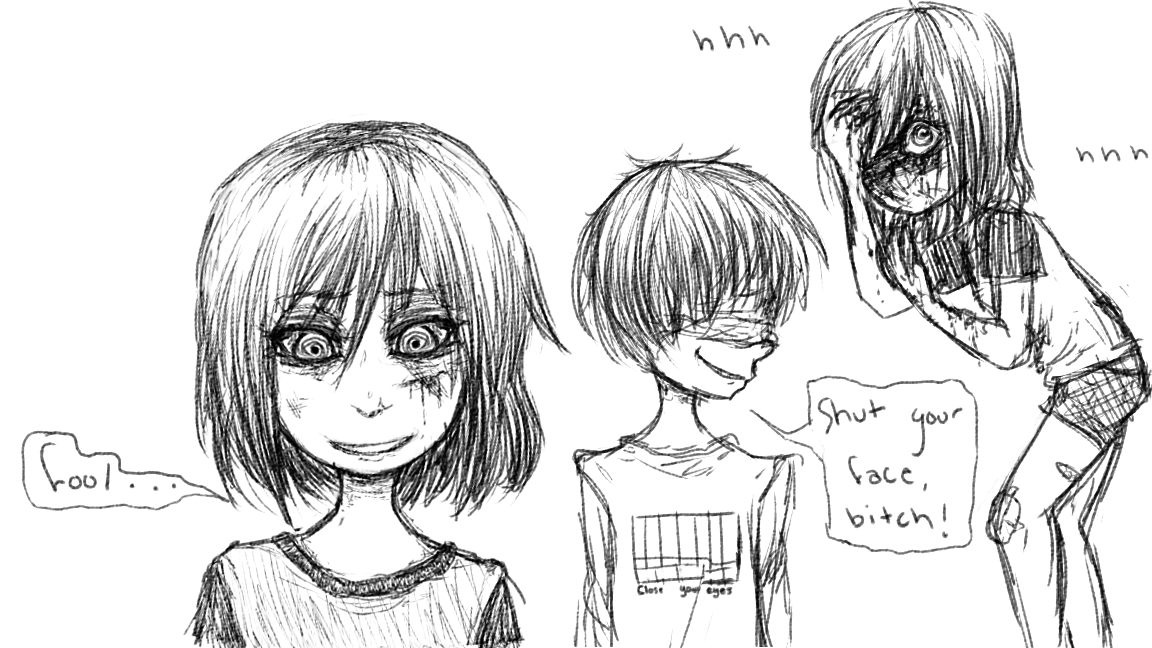 hhh
hhh
fool...
Shut your
face,
bitch!
Close your eyes